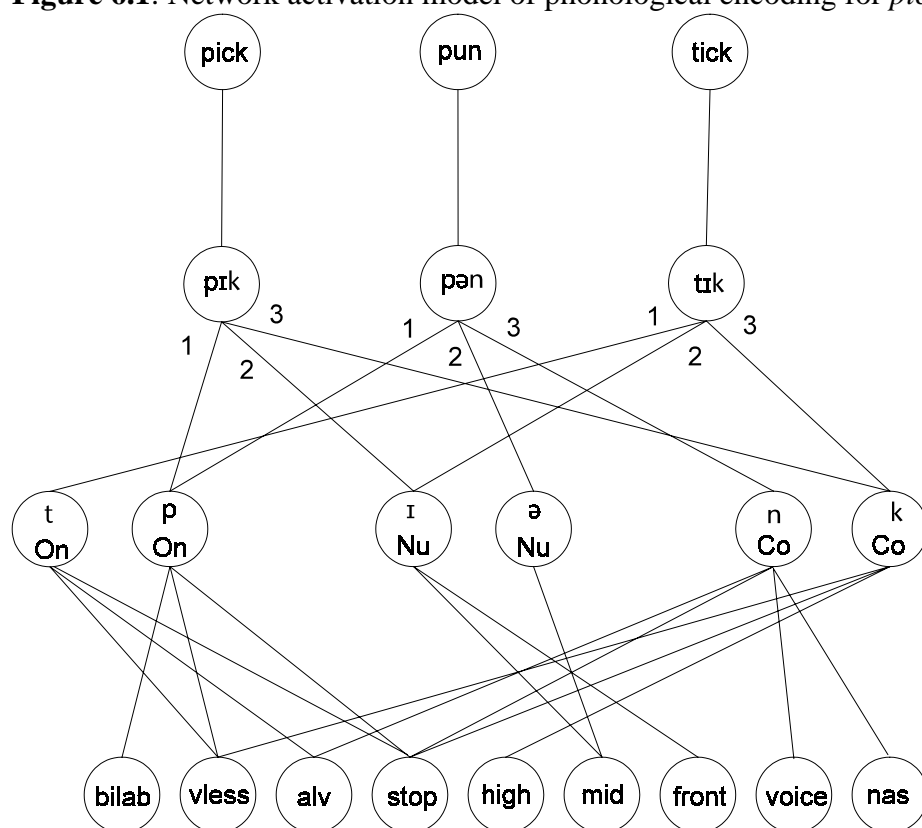 Figure 6.1: Network activation model of phonological encoding for
pick pun tick
pɪk pən tɪk
1 2 3 1 2 3 1 2 3
t p ɪ ə n k
On On Nu Nu Co Co
bilab vless alv stop high mid front voice nas